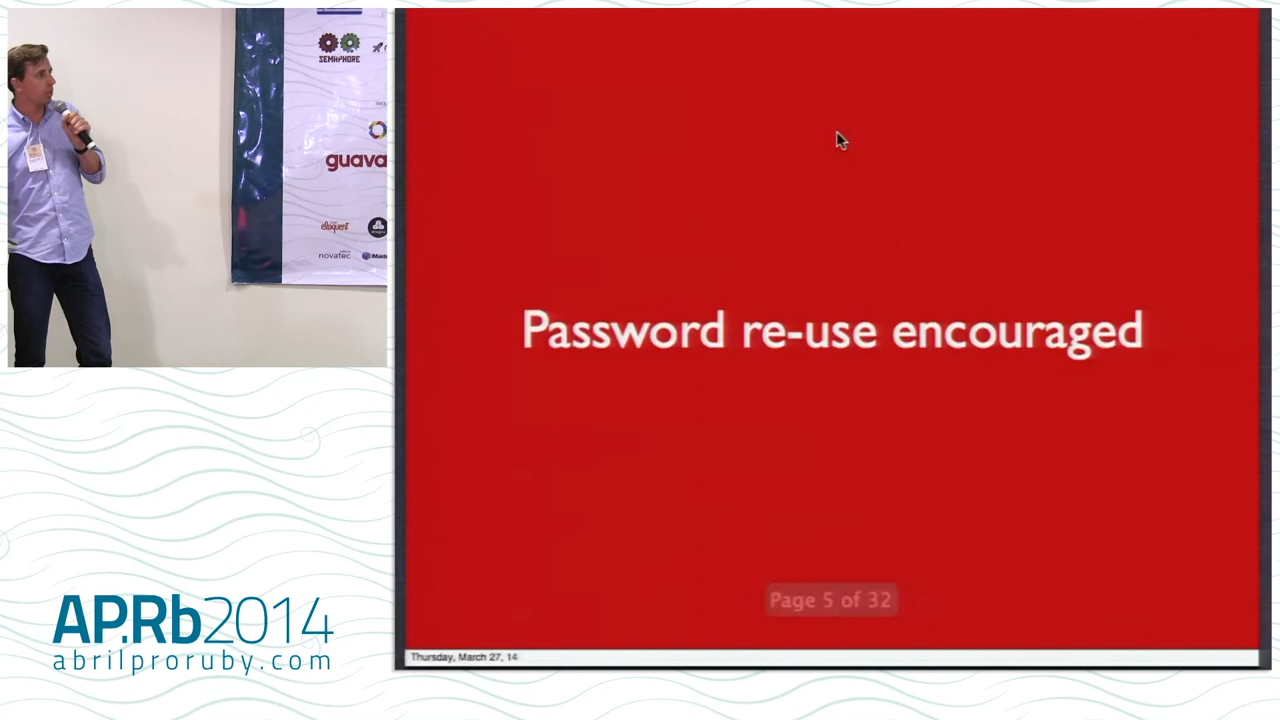 SEMAPHORE
guava
eloquent
novatec
Password re-use encouraged
Page 5 of 32
Thursday, March 27, 14
AP.Rb2014
abrilproruby.com